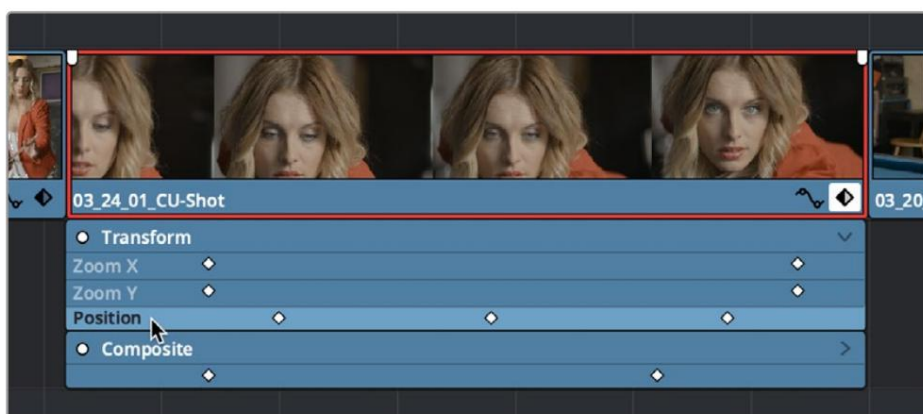 03_24_01_CU-Shot
03_20
Transform
Zoom X
Zoom Y
Position
Composite